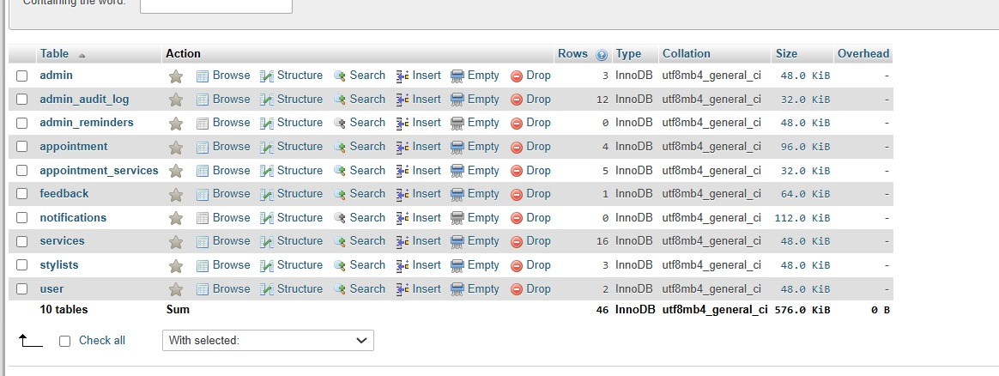 Containing the word:
Table Action Rows Type Collation Size Overhead
admin Browse Structure Search Insert Empty Drop 3 InnoDB utf8mb4_general_ci 48.0 KiB -
admin_audit_log Browse Structure Search Insert Empty Drop 12 InnoDB utf8mb4_general_ci 32.0 KiB -
admin_reminders Browse Structure Search Insert Empty Drop 0 InnoDB utf8mb4_general_ci 48.0 KiB -
appointment Browse Structure Search Insert Empty Drop 4 InnoDB utf8mb4_general_ci 96.0 KiB -
appointment_services Browse Structure Search Insert Empty Drop 5 InnoDB utf8mb4_general_ci 32.0 KiB -
feedback Browse Structure Search Insert Empty Drop 1 InnoDB utf8mb4_general_ci 64.0 KiB -
notifications Browse Structure Search Insert Empty Drop 0 InnoDB utf8mb4_general_ci 112.0 KiB -
services Browse Structure Search Insert Empty Drop 16 InnoDB utf8mb4_general_ci 48.0 KiB -
stylists Browse Structure Search Insert Empty Drop 3 InnoDB utf8mb4_general_ci 48.0 KiB -
user Browse Structure Search Insert Empty Drop 2 InnoDB utf8mb4_general_ci 48.0 KiB -
10 tables Sum 46 InnoDB utf8mb4_general_ci 576.0 KiB 0 B
Check all With selected: